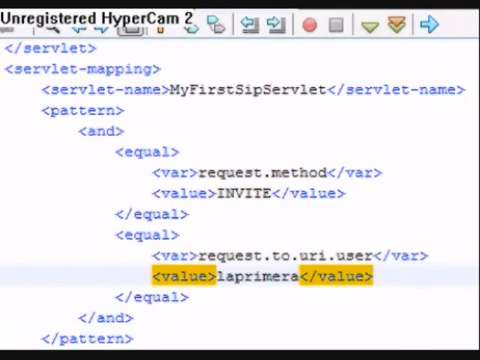 Unregistered HyperCam 2
</servlet>
<servlet-mapping>
<servlet-name>MyFirstSipServlet</servlet-name>
<pattern>
<and>
<equal>
<var>request.method</var>
<value>INVITE</value>
</equal>
<equal>
<var>request.to.uri.user</var>
<value>laprimera</value>
</equal>
</and>
</pattern>